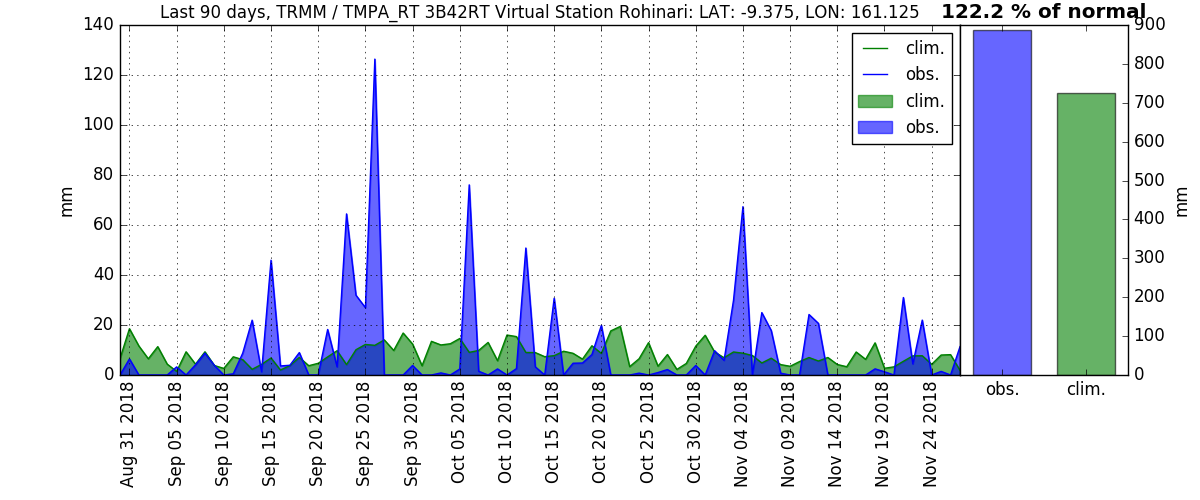 Last 90 days, TRMM / TMPA_RT 3B42RT Virtual Station Rohinari: LAT: -9.375, LON: 161.125
122.2 % of normal
mm
140
120
100
80
60
40
20
0
clim.
obs.
clim.
obs.
Aug 31 2018
Sep 05 2018
Sep 10 2018
Sep 15 2018
Sep 20 2018
Sep 25 2018
Sep 30 2018
Oct 05 2018
Oct 10 2018
Oct 15 2018
Oct 20 2018
Oct 25 2018
Oct 30 2018
Nov 04 2018
Nov 09 2018
Nov 14 2018
Nov 19 2018
Nov 24 2018
900
800
700
600
500
400
300
200
100
0
mm
obs.
clim.